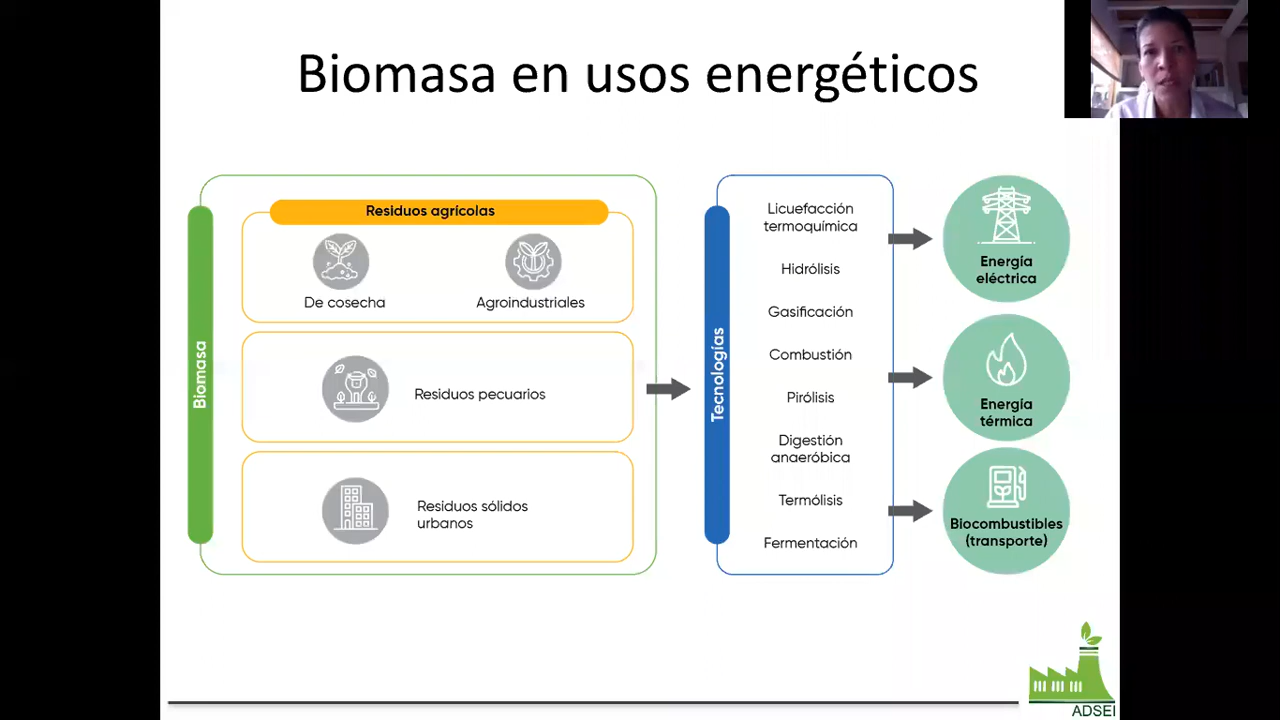 Biomasa en usos energéticos
Biomasa
Residuos agrícolas
De cosecha
Agroindustriales
Residuos pecuarios
Residuos sólidos
urbanos
Tecnologías
Licuefacción
termoquímica
Hidrólisis
Gasificación
Combustión
Pirólisis
Digestión
anaeróbica
Termólisis
Fermentación
Energía
eléctrica
Energía
térmica
Biocombustibles
(transporte)
ADSEI